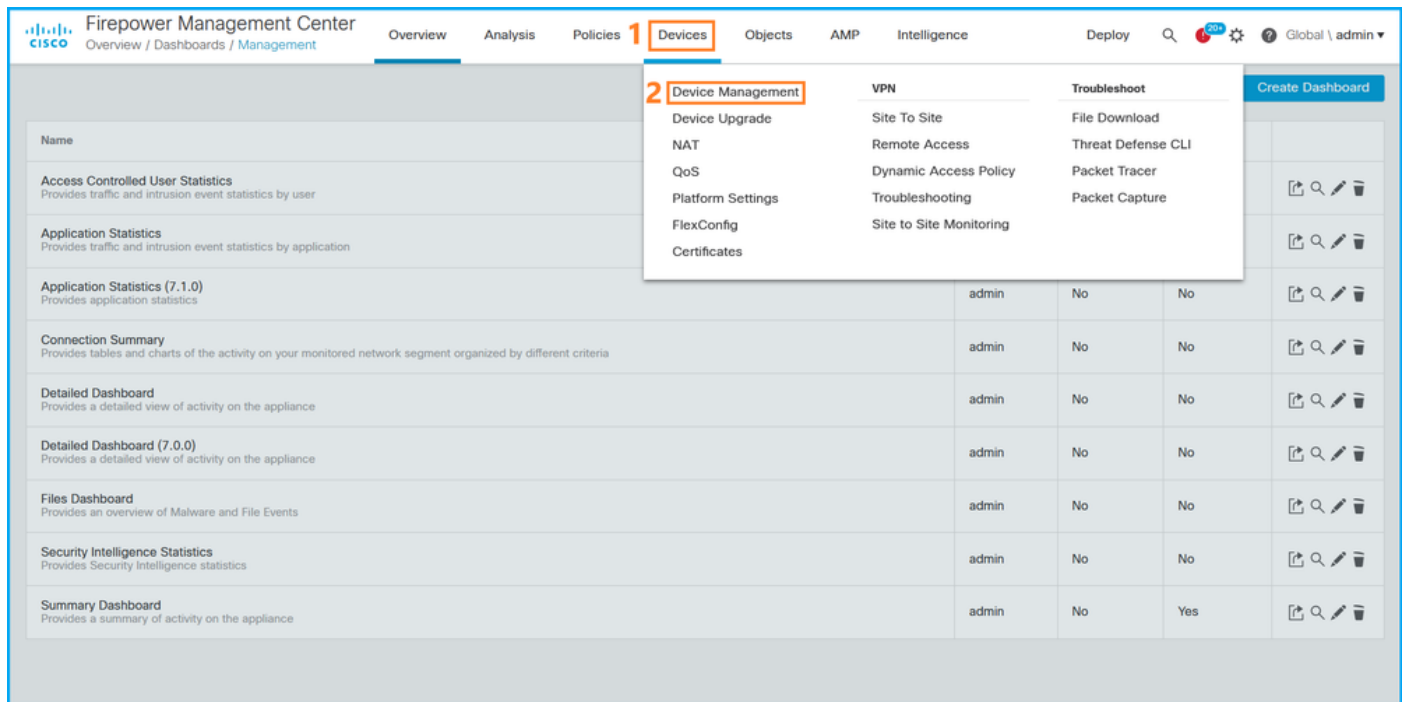 CISCO
Firepower Management Center
Overview / Dashboards / Management
Overview Analysis Policies 1 Devices Objects AMP Intelligence Deploy 20+ Global \ admin
2 Device Management
Device Upgrade
NAT
QoS
Platform Settings
FlexConfig
Certificates
VPN
Site To Site
Remote Access
Dynamic Access Policy
Troubleshooting
Site to Site Monitoring
Troubleshoot
File Download
Threat Defense CLI
Packet Tracer
Packet Capture
Create Dashboard
Name
Access Controlled User Statistics
Provides traffic and intrusion event statistics by user
Application Statistics
Provides traffic and intrusion event statistics by application
Application Statistics (7.1.0)
Provides application statistics
admin No No
Connection Summary
Provides tables and charts of the activity on your monitored network segment organized by different criteria
admin No No
Detailed Dashboard
Provides a detailed view of activity on the appliance
admin No No
Detailed Dashboard (7.0.0)
Provides a detailed view of activity on the appliance
admin No No
Files Dashboard
Provides an overview of Malware and File Events
admin No No
Security Intelligence Statistics
Provides Security Intelligence statistics
admin No No
Summary Dashboard
Provides a summary of activity on the appliance
admin No Yes